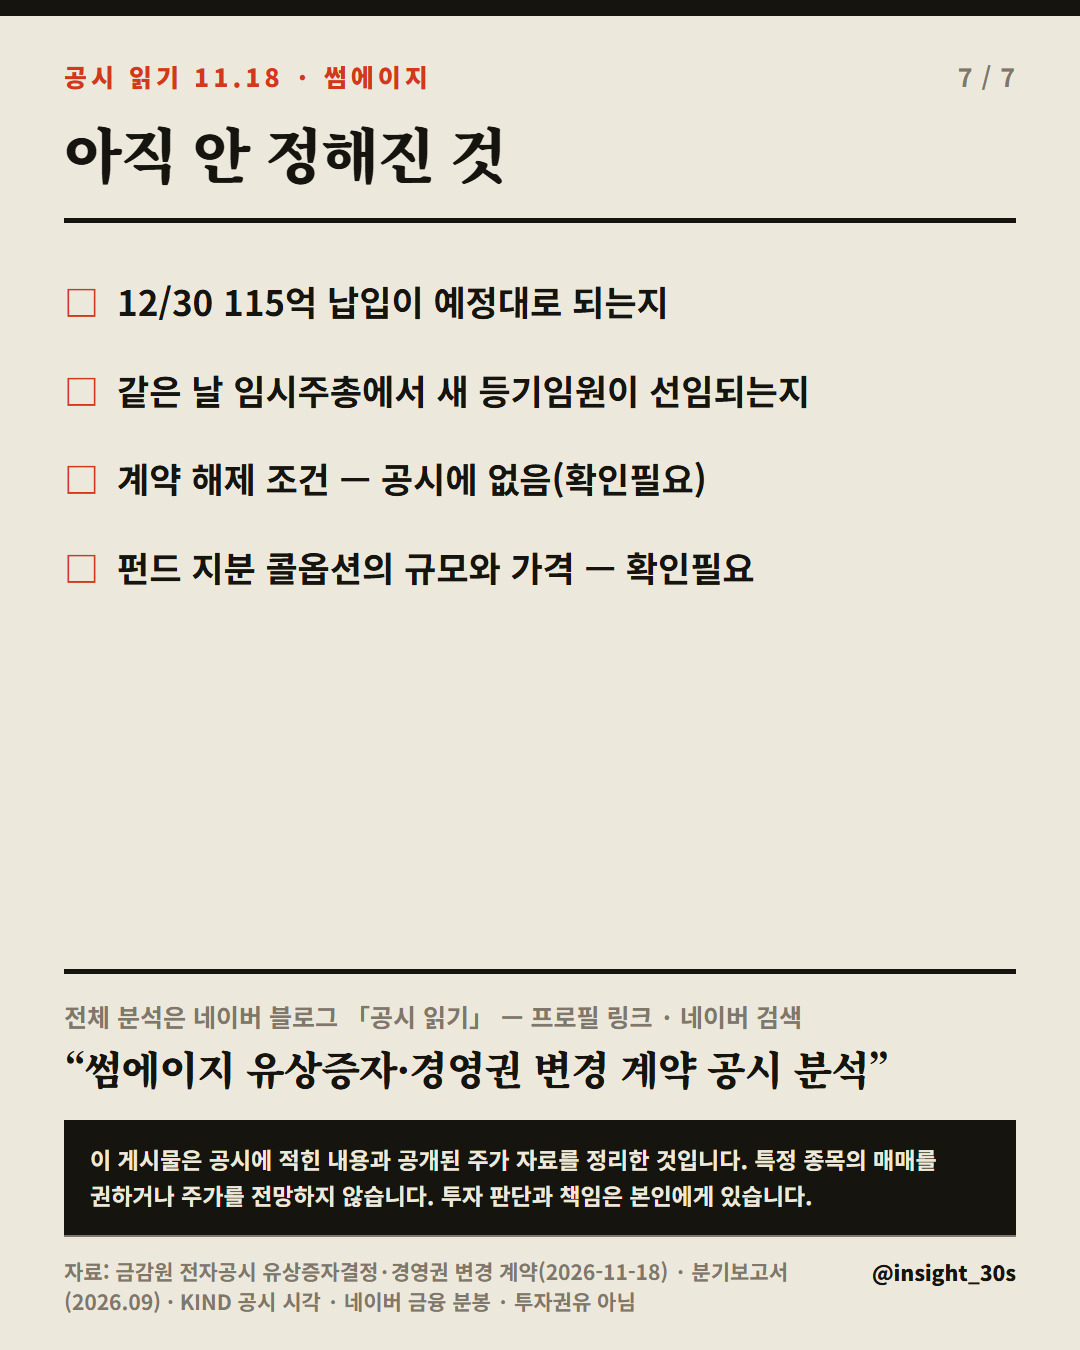 공시 읽기 11.18 · 썸에이지
7 / 7
아직 안 정해진 것
□ 12/30 115억 납입이 예정대로 되는지
□ 같은 날 임시주총에서 새 등기임원이 선임되는지
□ 계약 해제 조건 — 공시에 없음(확인필요)
□ 펀드 지분 콜옵션의 규모와 가격 — 확인필요
전체 분석은 네이버 블로그 「공시 읽기」 — 프로필 링크 · 네이버 검색
“썸에이지 유상증자·경영권 변경 계약 공시 분석”
이 게시물은 공시에 적힌 내용과 공개된 주가 자료를 정리한 것입니다. 특정 종목의 매매를
권하거나 주가를 전망하지 않습니다. 투자 판단과 책임은 본인에게 있습니다.
자료: 금감원 전자공시 유상증자결정·경영권 변경 계약(2026-11-18) · 분기보고서
(2026.09) · KIND 공시 시각 · 네이버 금융 분봉 · 투자권유 아님
@insight_30s